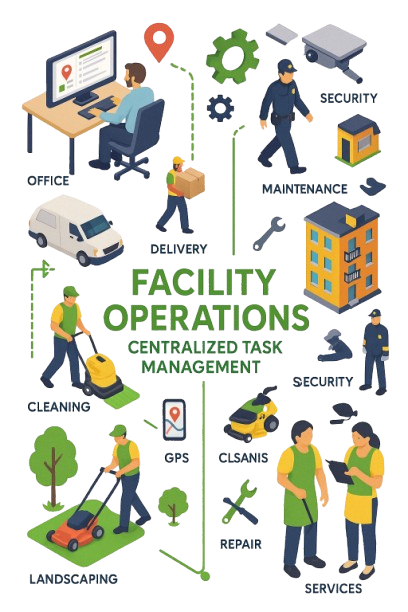 SECURITY
OFFICE
MAINTENANCE
DELIVERY
FACILITY
OPERATIONS
CENTRALIZED TASK
MANAGEMENT
SECURITY
CLEANING
GPS
CLSANIS
REPAIR
LANDSCAPING
SERVICES